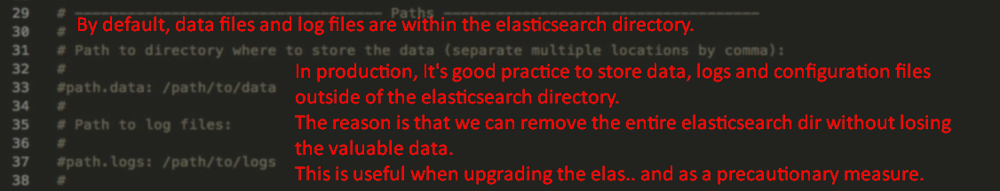 29 # ---------------------------------- Paths ------------------------------------
By default, data files and log files are within the elasticsearch directory.
30 #
31 # Path to directory where to store the data (separate multiple locations by comma):
32 #
In production, It's good practice to store data, logs and configuration files
33 #path.data: /path/to/data
outside of the elasticsearch directory.
34 #
35 # Path to log files:
The reason is that we can remove the entire elasticsearch dir without losing
36 #
the valuable data.
37 #path.logs: /path/to/logs
This is useful when upgrading the elas.. and as a precautionary measure.
38 #